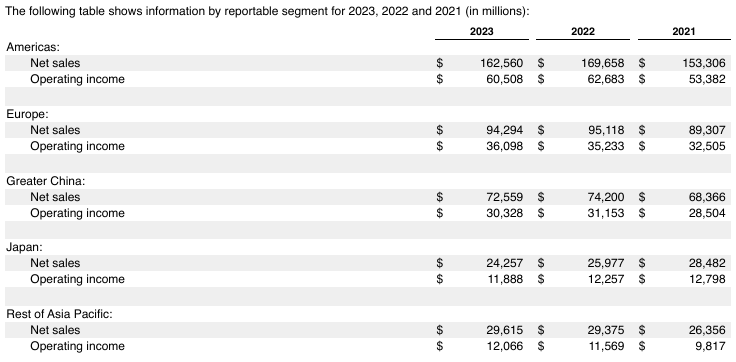 The following table shows information by reportable segment for 2023, 2022 and 2021 (in millions):
2023 2022 2021
Americas:
Net sales $ 162,560 $ 169,658 $ 153,306
Operating income $ 60,508 $ 62,683 $ 53,382
Europe:
Net sales $ 94,294 $ 95,118 $ 89,307
Operating income $ 36,098 $ 35,233 $ 32,505
Greater China:
Net sales $ 72,559 $ 74,200 $ 68,366
Operating income $ 30,328 $ 31,153 $ 28,504
Japan:
Net sales $ 24,257 $ 25,977 $ 28,482
Operating income $ 11,888 $ 12,257 $ 12,798
Rest of Asia Pacific:
Net sales $ 29,615 $ 29,375 $ 26,356
Operating income $ 12,066 $ 11,569 $ 9,817